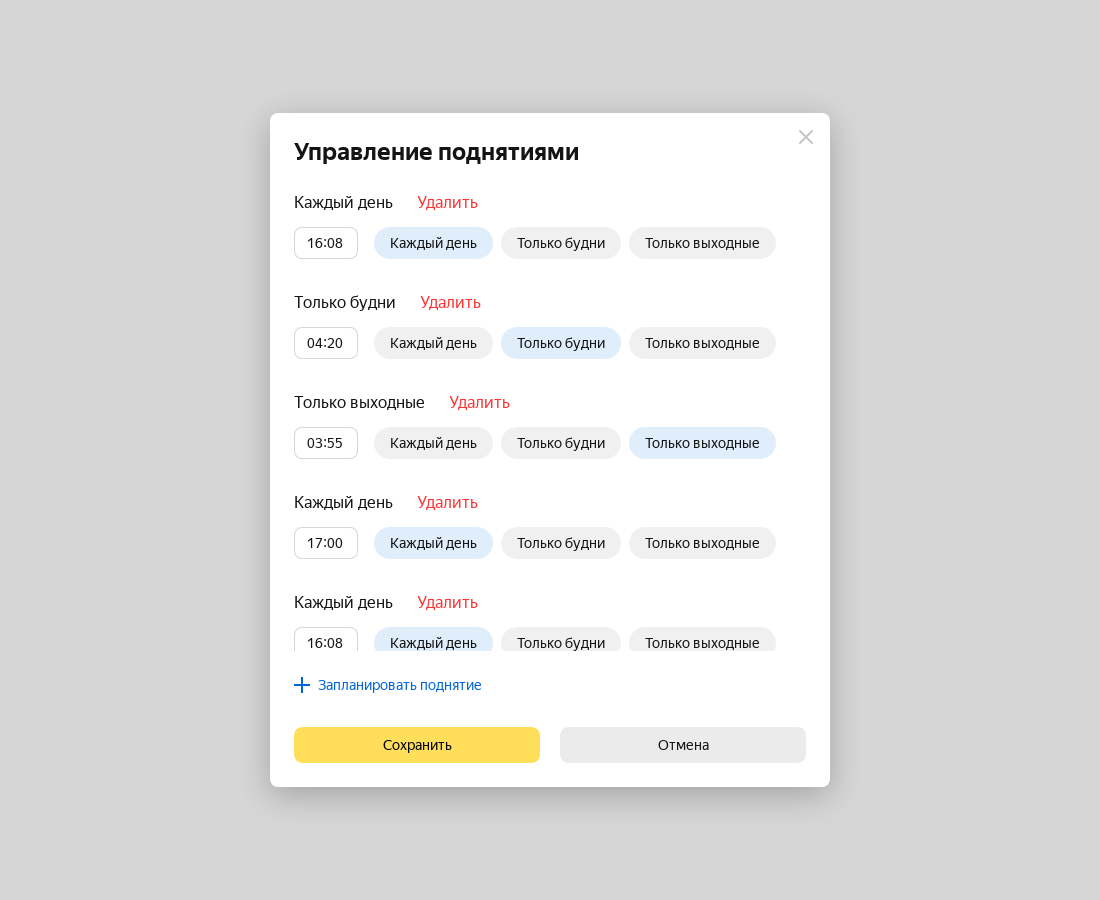 Управление поднятиями
Каждый день Удалить
16:08 Каждый день Только будни Только выходные
Только будни Удалить
04:20 Каждый день Только будни Только выходные
Только выходные Удалить
03:55 Каждый день Только будни Только выходные
Каждый день Удалить
17:00 Каждый день Только будни Только выходные
Каждый день Удалить
16:08 Каждый день Только будни Только выходные
Запланировать поднятие
Сохранить Отмена